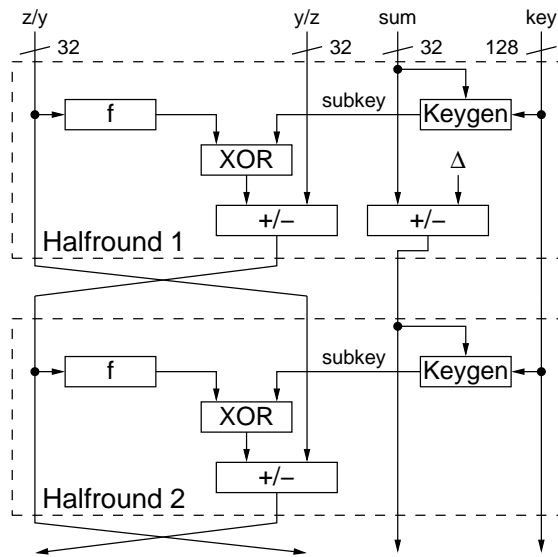 z/y y/z sum key
32 32 32 128
f subkey Keygen
XOR Δ
+/− +/−
Halfround 1
f subkey Keygen
XOR
+/−
Halfround 2